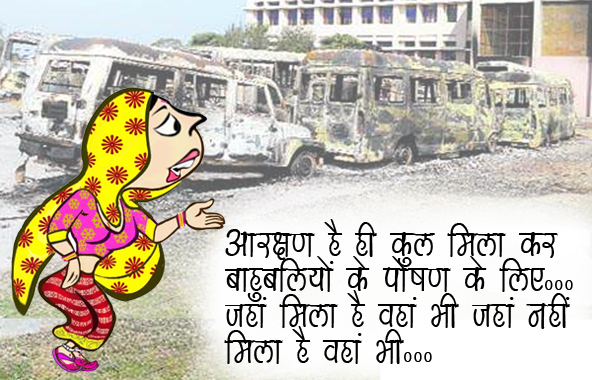 आरक्षण है ही कुल मिला कर
बाहुबलियों के पोषण के लिए...
जहां मिला है वहां भी जहां नहीं
मिला है वहां भी...